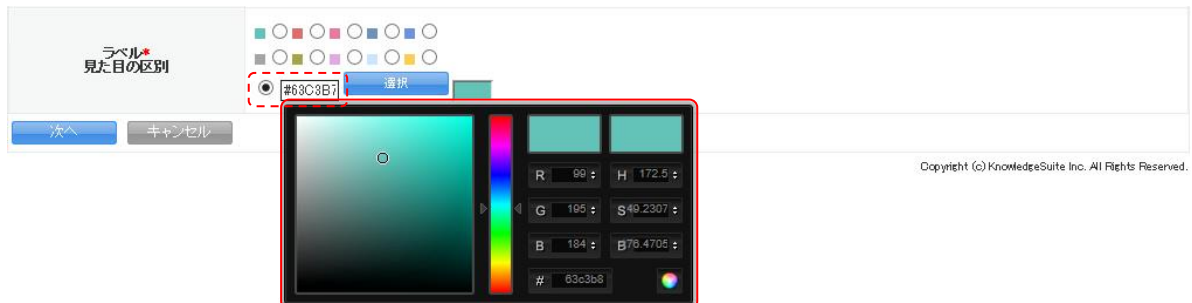 ラベル*
見た目の区別
#63C3B7
選択
R 99 H 172.5
G 195 S 49.2307
B 184 B 76.4705
# 63c3b8
次へ キャンセル
Copyright (c) KnowledgeSuite Inc. All Rights Reserved.